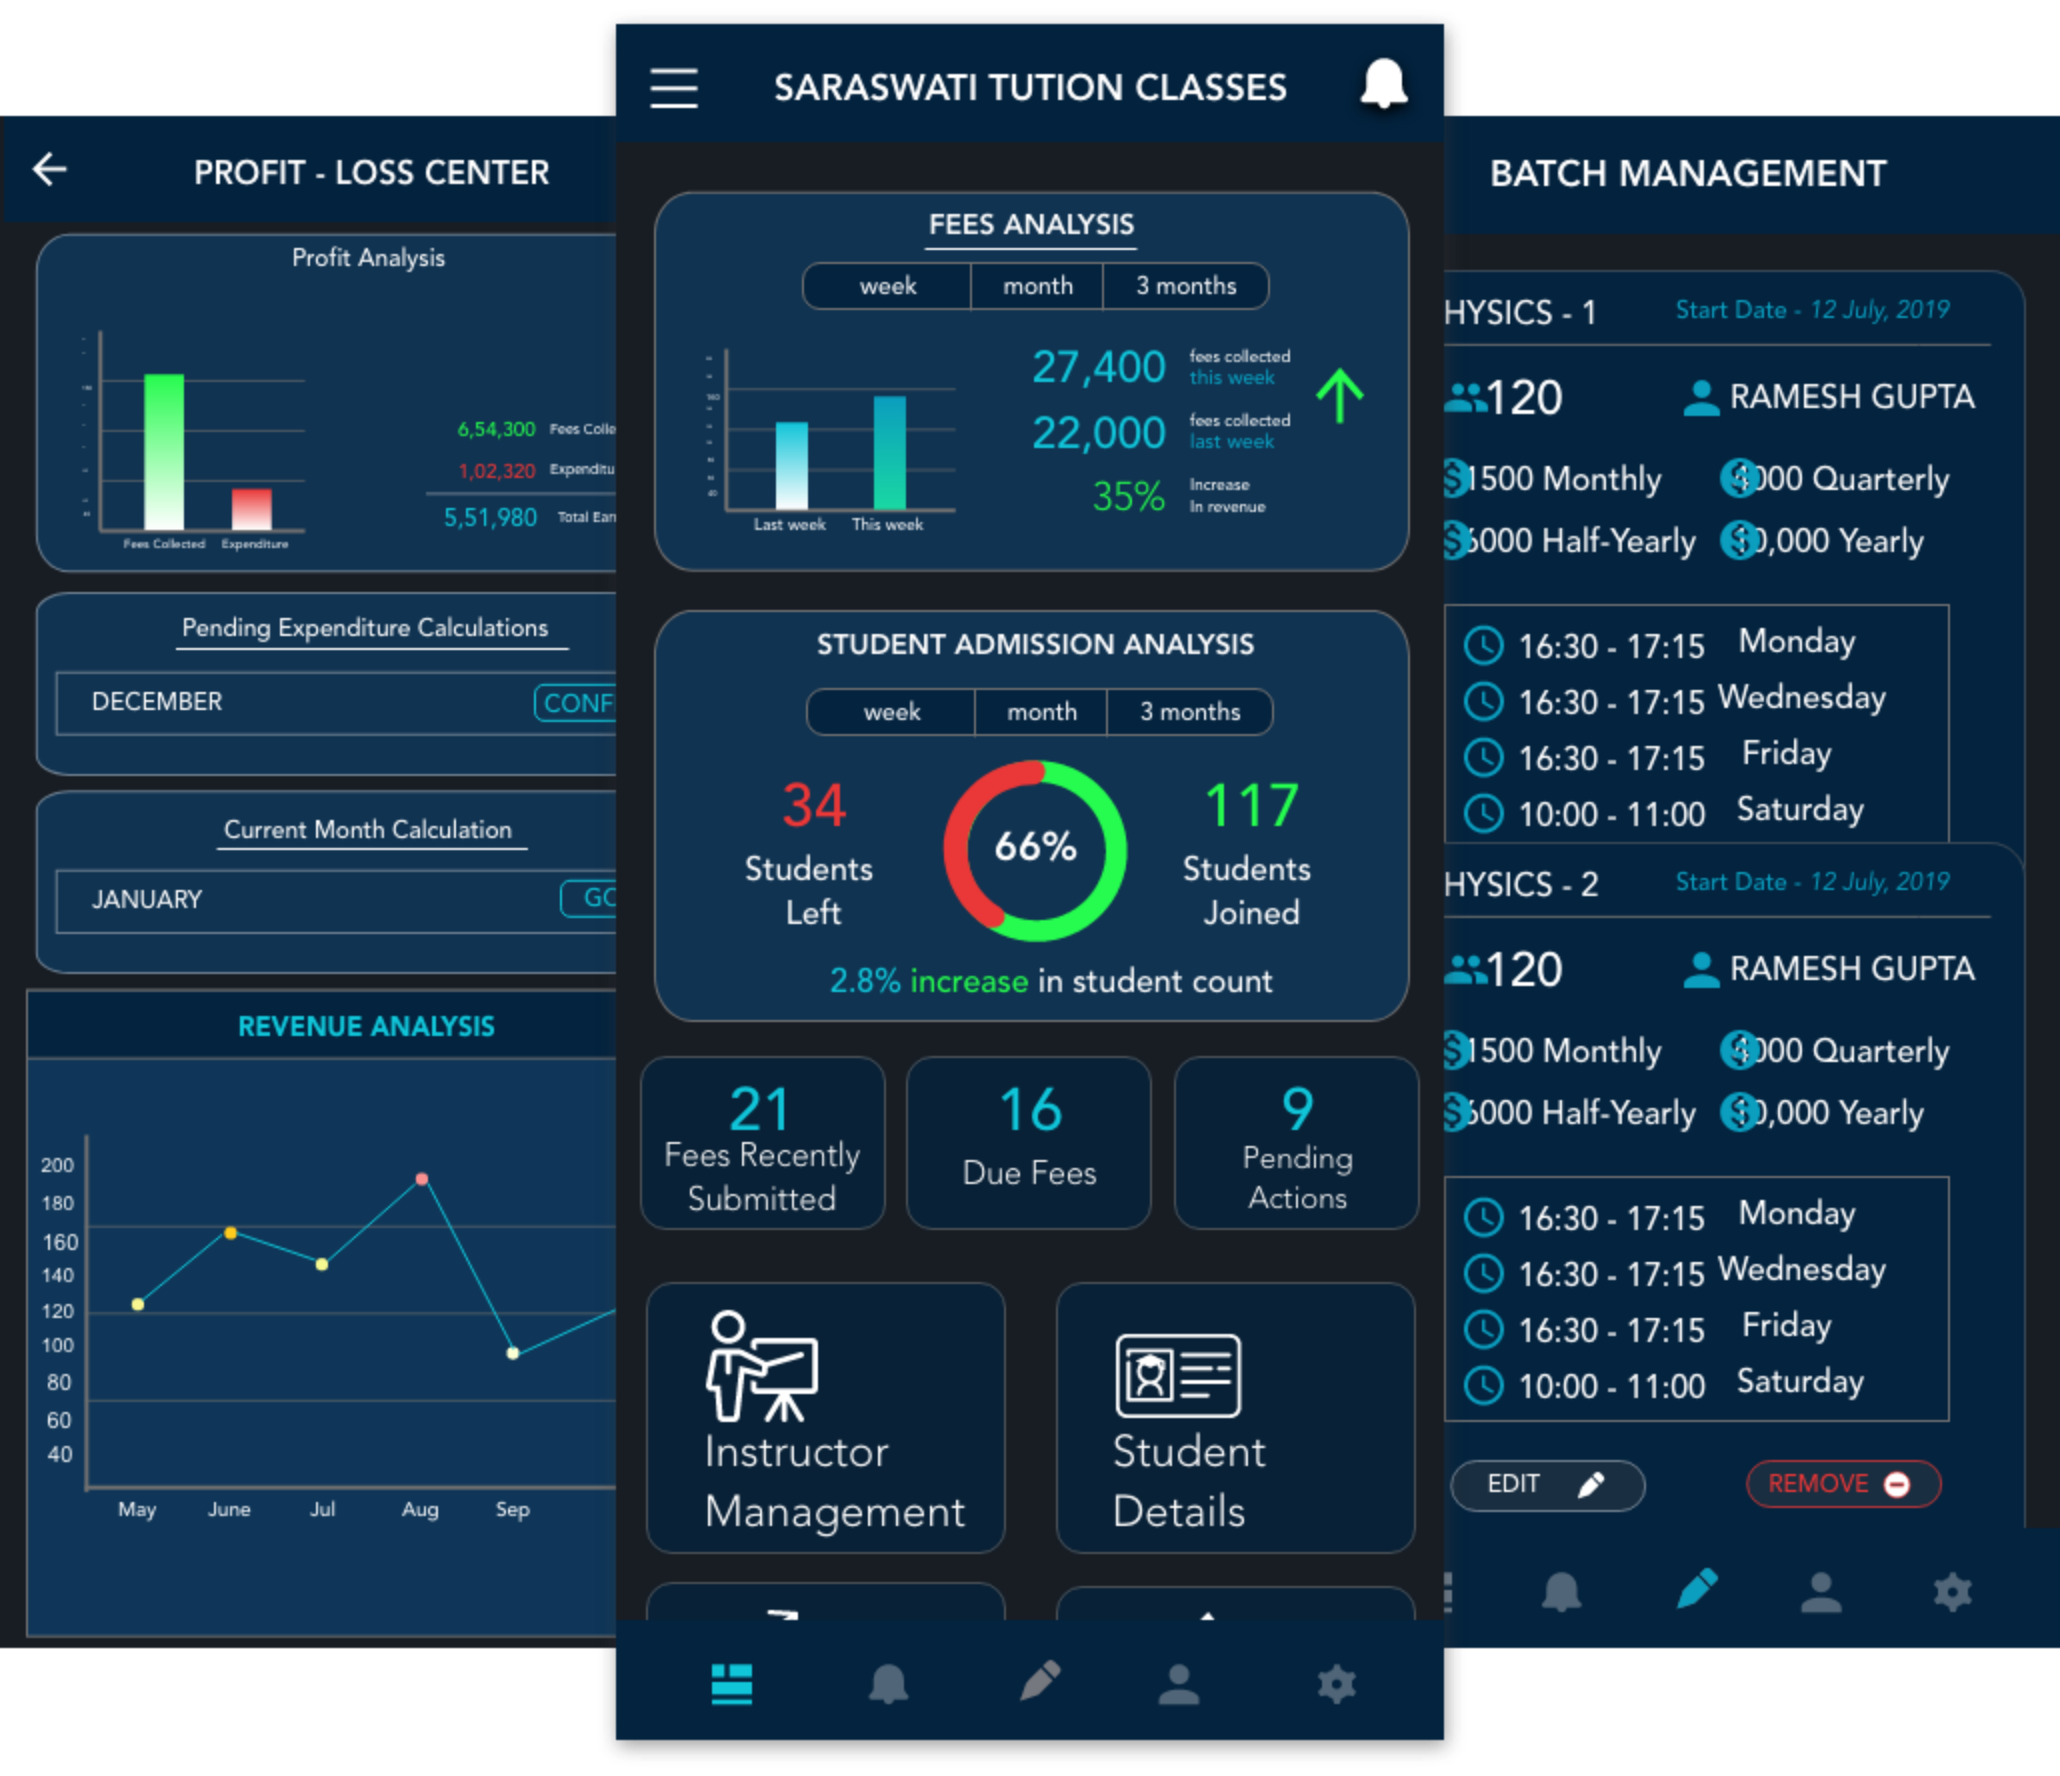 PROFIT - LOSS CENTER
Profit Analysis
6,54,300 Fees Colle
1,02,320 Expenditu
5,51,980 Total Ear
Fees Collected Expenditure
Pending Expenditure Calculations
DECEMBER CONF
Current Month Calculation
JANUARY GO
REVENUE ANALYSIS
200
180
160
140
120
100
80
60
40
May June Jul Aug Sep
SARASWATI TUTION CLASSES
FEES ANALYSIS
week month 3 months
27,400 fees collected
this week
22,000 fees collected
last week
35% Increase
In revenue
Last week This week
STUDENT ADMISSION ANALYSIS
week month 3 months
34
Students
Left
66%
117
Students
Joined
2.8% increase in student count
21
Fees Recently
Submitted
16
Due Fees
9
Pending
Actions
Instructor
Management
Student
Details
BATCH MANAGEMENT
HYSICS - 1 Start Date - 12 July, 2019
120 RAMESH GUPTA
1500 Monthly 000 Quarterly
6000 Half-Yearly 0,000 Yearly
16:30 - 17:15 Monday
16:30 - 17:15 Wednesday
16:30 - 17:15 Friday
10:00 - 11:00 Saturday
HYSICS - 2 Start Date - 12 July, 2019
120 RAMESH GUPTA
1500 Monthly 000 Quarterly
6000 Half-Yearly 0,000 Yearly
16:30 - 17:15 Monday
16:30 - 17:15 Wednesday
16:30 - 17:15 Friday
10:00 - 11:00 Saturday
EDIT REMOVE